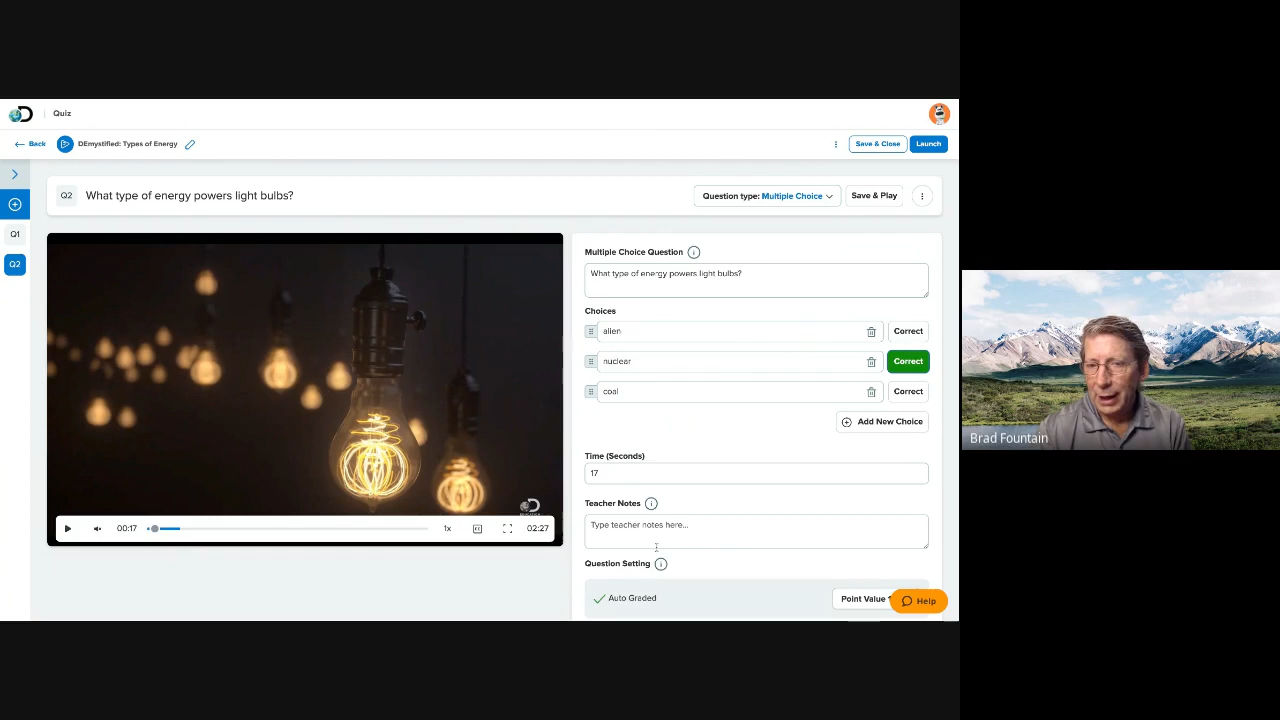 Quiz
Back
DEmystified: Types of Energy
Save & Close
Launch
Q2
What type of energy powers light bulbs?
Question type: Multiple Choice
Save & Play
Q1
Q2
Multiple Choice Question
What type of energy powers light bulbs?
Choices
alien
Correct
nuclear
Correct
coal
Correct
Add New Choice
Time (Seconds)
17
Teacher Notes
Type teacher notes here...
00:17
1x
02:27
Question Setting
Auto Graded
Point Value
Help
Brad Fountain